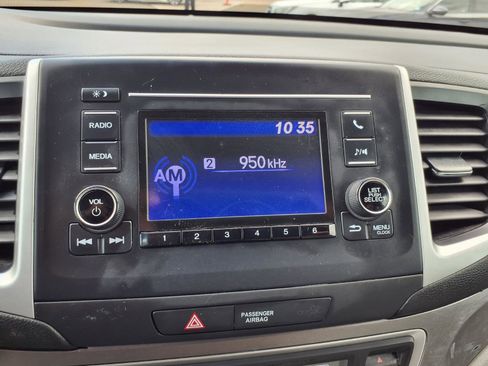 10 35
RADIO
MEDIA
AM
2 950 kHz
VOL
LIST
PUSH
SELECT
MENU
CLOCK
1 2 3 4 5 6
PASSENGER
AIRBAG